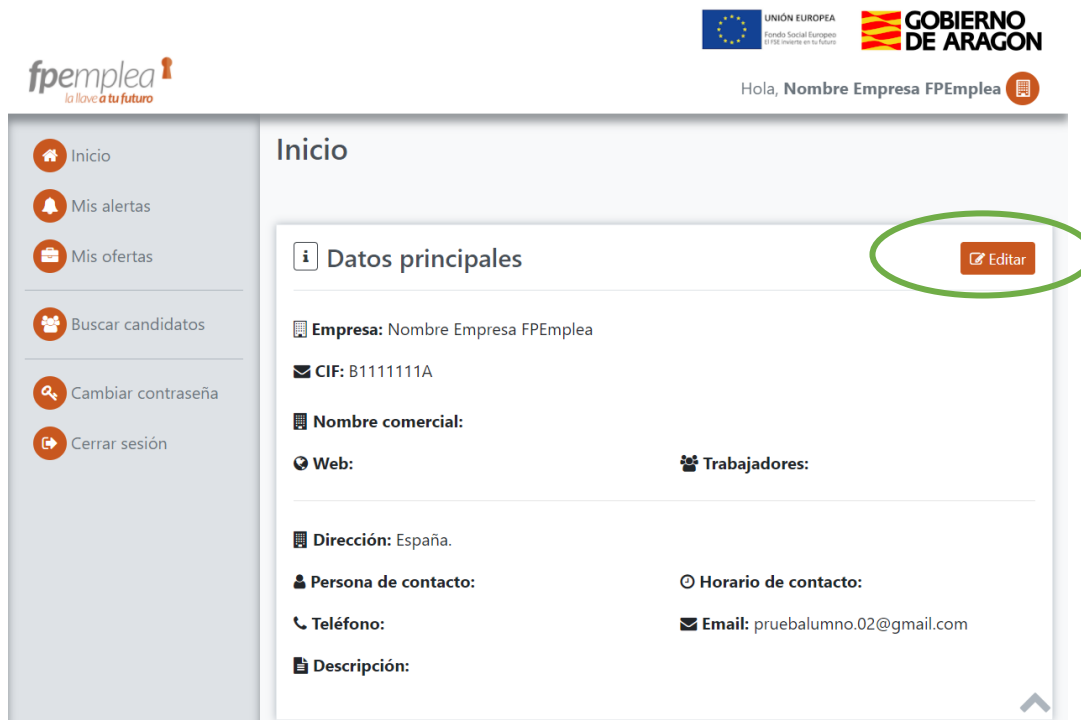 UNIÓN EUROPEA
Fondo Social Europeo
El FSE invierte en tu futuro
GOBIERNO
DE ARAGON
fpemplea
la llave a tu futuro
Hola, Nombre Empresa FPEmplea
Inicio
Mis alertas
Mis ofertas
Buscar candidatos
Cambiar contraseña
Cerrar sesión
Inicio
i Datos principales
Editar
Empresa: Nombre Empresa FPEmplea
CIF: B1111111A
Nombre comercial:
Web:
Trabajadores:
Dirección: España.
Persona de contacto:
Horario de contacto:
Teléfono:
Email: pruebalumno.02@gmail.com
Descripción: